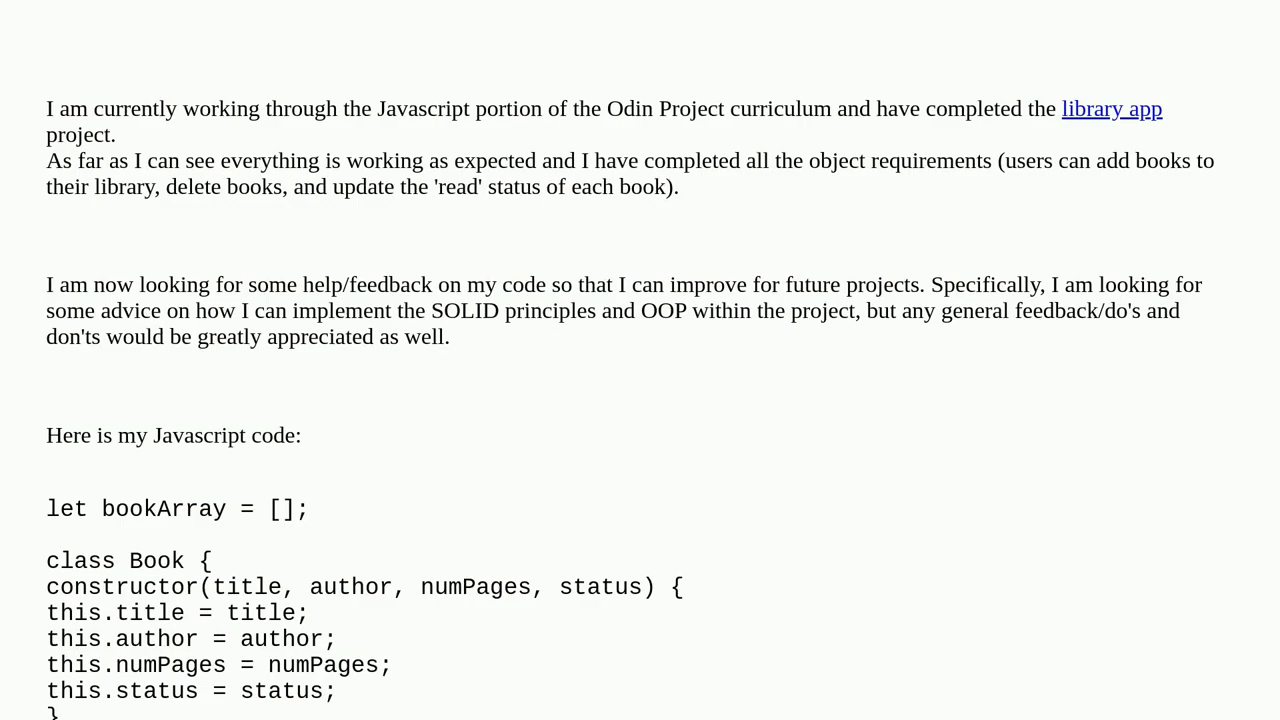 I am currently working through the Javascript portion of the Odin Project curriculum and have completed the library app
project.
As far as I can see everything is working as expected and I have completed all the object requirements (users can add books to
their library, delete books, and update the 'read' status of each book).
I am now looking for some help/feedback on my code so that I can improve for future projects. Specifically, I am looking for
some advice on how I can implement the SOLID principles and OOP within the project, but any general feedback/do's and
don'ts would be greatly appreciated as well.
Here is my Javascript code:
let bookArray = [];
class Book {
constructor(title, author, numPages, status) {
this.title = title;
this.author = author;
this.numPages = numPages;
this.status = status;
}